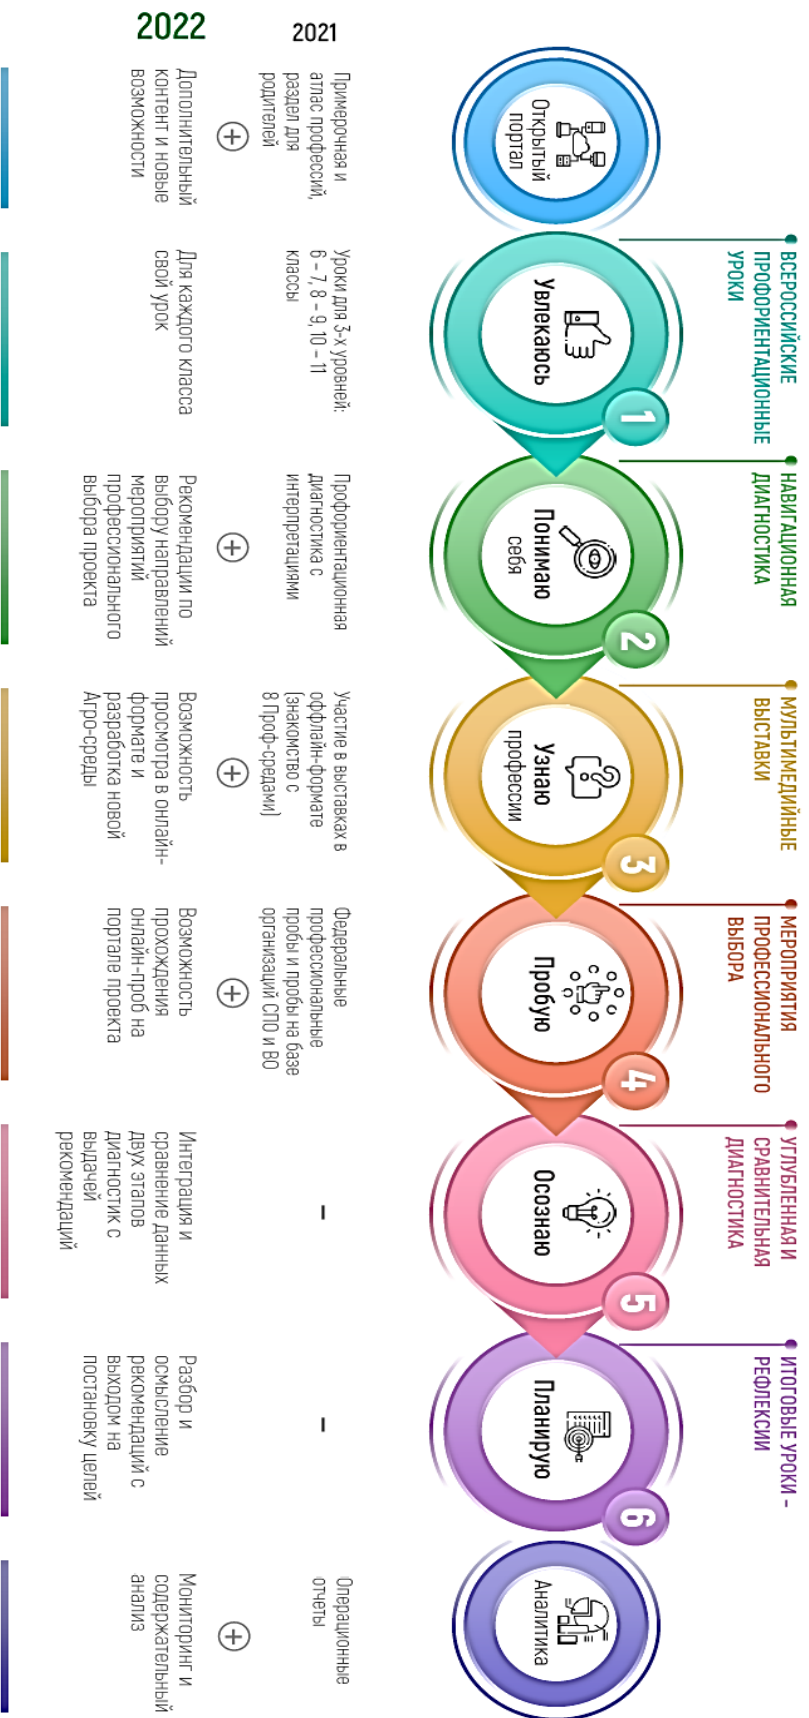 ВСЕРОССИЙСКИЕ
ПРОФОРИЕНТАЦИОННЫЕ
УРОКИ
НАВИГАЦИОННАЯ
ДИАГНОСТИКА
МУЛЬТИМЕДИЙНЫЕ
ВЫСТАВКИ
МЕРОПРИЯТИЯ
ПРОФЕССИОНАЛЬНОГО
ВЫБОРА
УГЛУБЛЕННАЯ И
СРАВНИТЕЛЬНАЯ
ДИАГНОСТИКА
ИТОГОВЫЕ УРОКИ –
РЕФЛЕКСИИ
Открытый
портал
Увлекаюсь
1
Понимаю
себя
2
Узнаю
профессии
3
Пробую
4
Осознаю
5
Планирую
6
Аналитика
2021
Примерочная и
атлас профессий,
раздел для
родителей
Уроки для 3-х уровней:
6 – 7, 8 – 9, 10 – 11
классы
Профориентационная
диагностика с
интерпретациями
Участие в выставках в
оффлайн-формате
(знакомство с
8 Проф-средами)
Федеральные
профессиональные
пробы и пробы на базе
организаций СПО и ВО
–
–
Операционные
отчеты
+
+
+
+
+
2022
Дополнительный
контент и новые
возможности
Для каждого класса
свой урок
Рекомендации по
выбору направлений
мероприятий
профессионального
выбора проекта
Возможность
просмотра в онлайн-
формате и
разработка новой
Агро-среды
Возможность
прохождения
онлайн-проб на
портале проекта
Интеграция и
сравнение данных
двух этапов
диагностик с
выдачей
рекомендаций
Разбор и
осмысление
рекомендаций с
выходом на
постановку целей
Мониторинг и
содержательный
анализ